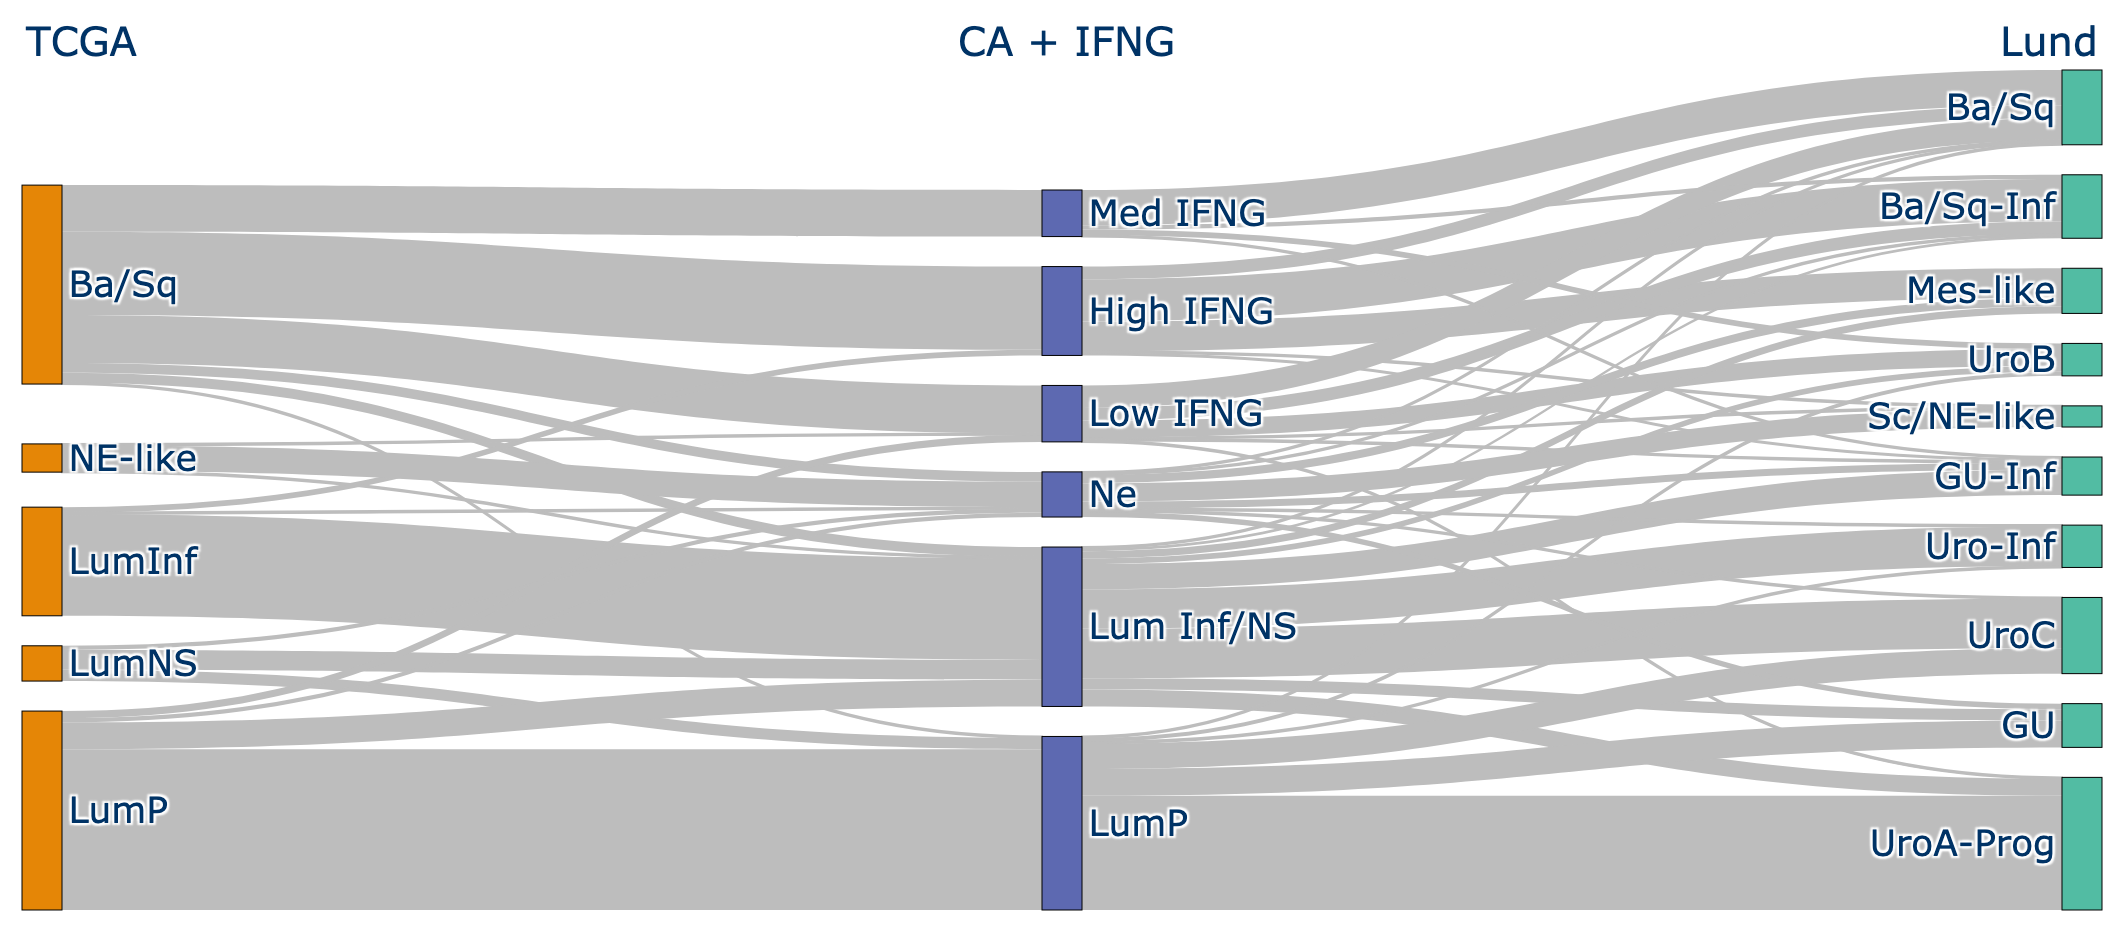 TCGA
CA + IFNG
Lund
Ba/Sq
NE-like
LumInf
LumNS
LumP
Med IFNG
High IFNG
Low IFNG
Ne
Lum Inf/NS
LumP
Ba/Sq
Ba/Sq-Inf
Mes-like
UroB
Sc/NE-like
GU-Inf
Uro-Inf
UroC
GU
UroA-Prog